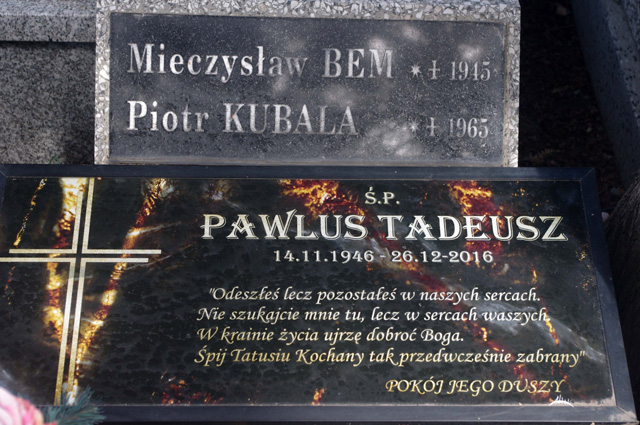 Mieczysław BEM * ♰ 1945
Piotr KUBALA * ♰ 1965
Ś.P.
PAWLUS TADEUSZ
14.11.1946 - 26-12-2016
"Odeszłeś lecz pozostałeś w naszych sercach.
Nie szukajcie mnie tu, lecz w sercach waszych.
W krainie życia ujrzę dobroć Boga.
Śpij Tatusiu Kochany tak przedwcześnie zabrany"
POKÓJ JEGO DUSZY